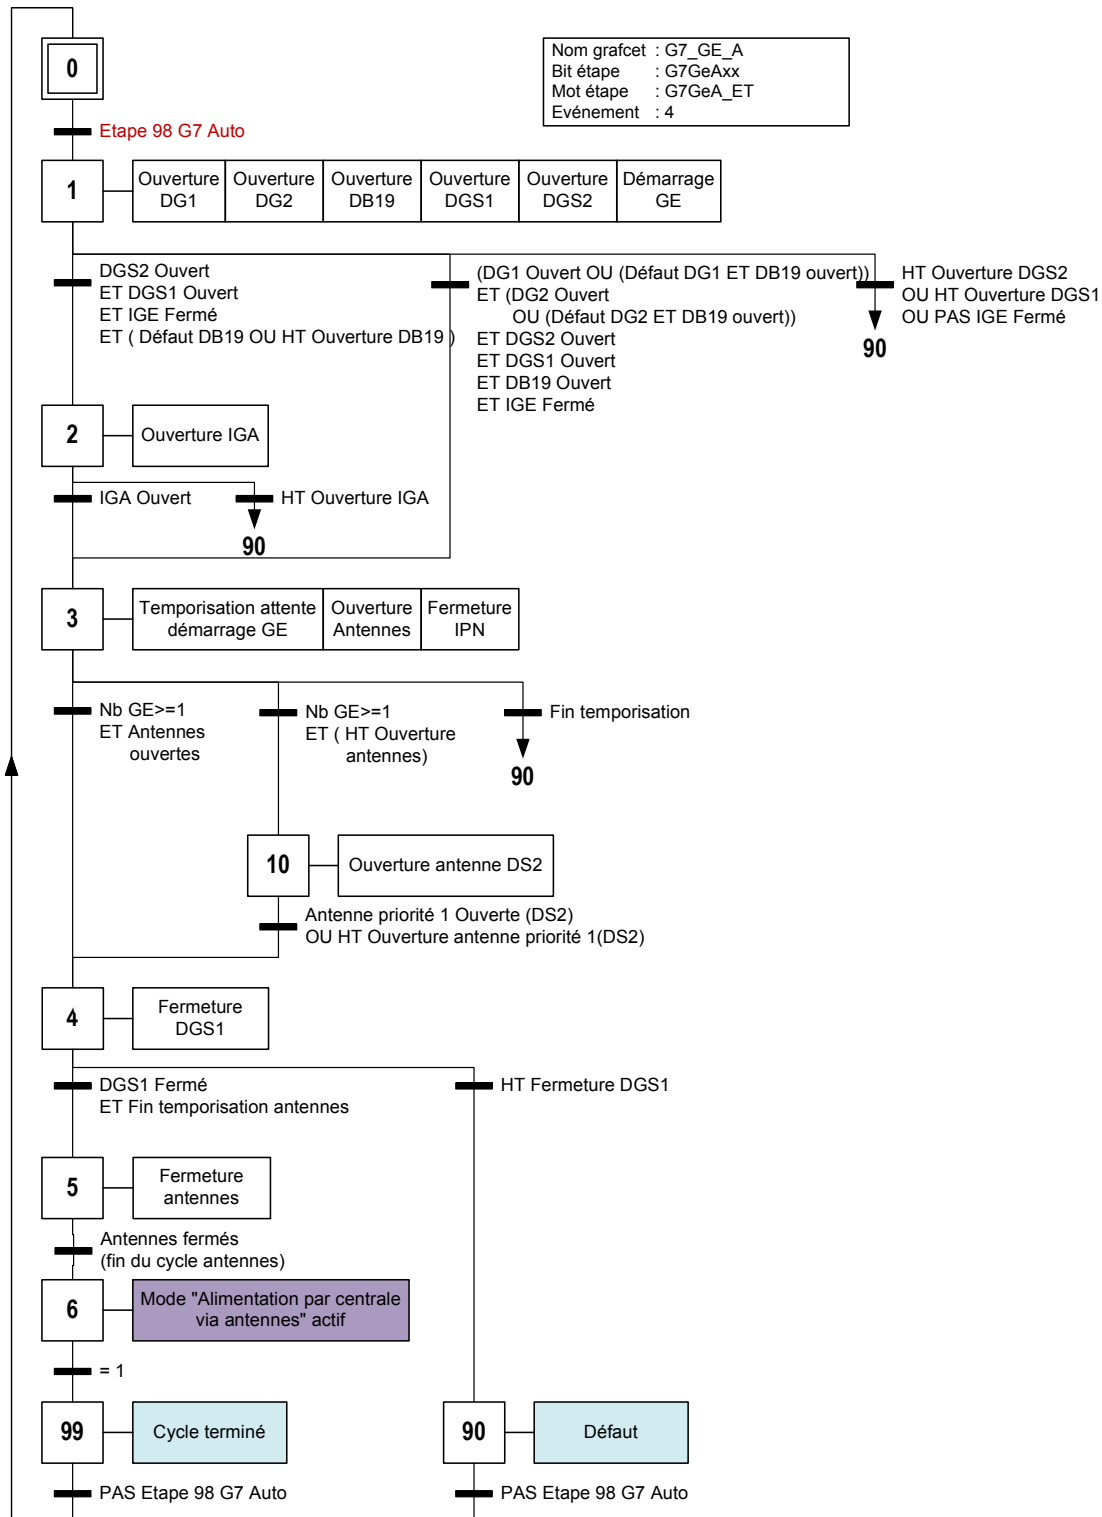 0
Nom grafcet : G7_GE_A
Bit étape : G7GeAxx
Mot étape : G7GeA_ET
Evénement : 4
Etape 98 G7 Auto
1
Ouverture
DG1
Ouverture
DG2
Ouverture
DB19
Ouverture
DGS1
Ouverture
DGS2
Démarrage
GE
DGS2 Ouvert
ET DGS1 Ouvert
ET IGE Fermé
ET ( Défaut DB19 OU HT Ouverture DB19 )
(DG1 Ouvert OU (Défaut DG1 ET DB19 ouvert))
ET (DG2 Ouvert
OU (Défaut DG2 ET DB19 ouvert))
ET DGS2 Ouvert
ET DGS1 Ouvert
ET DB19 Ouvert
ET IGE Fermé
HT Ouverture DGS2
OU HT Ouverture DGS1
OU PAS IGE Fermé
90
2
Ouverture IGA
IGA Ouvert
HT Ouverture IGA
90
3
Temporisation attente
démarrage GE
Ouverture
Antennes
Fermeture
IPN
Nb GE>=1
ET Antennes
ouvertes
Nb GE>=1
ET ( HT Ouverture
antennes)
Fin temporisation
90
10
Ouverture antenne DS2
Antenne priorité 1 Ouverte (DS2)
OU HT Ouverture antenne priorité 1(DS2)
4
Fermeture
DGS1
DGS1 Fermé
ET Fin temporisation antennes
HT Fermeture DGS1
5
Fermeture
antennes
Antennes fermés
(fin du cycle antennes)
6
Mode "Alimentation par centrale
via antennes" actif
= 1
99
Cycle terminé
90
Défaut
PAS Etape 98 G7 Auto
PAS Etape 98 G7 Auto